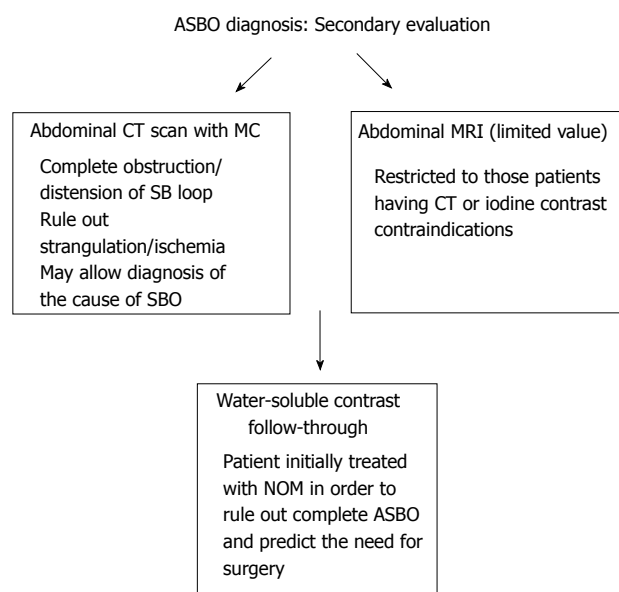 ASBO diagnosis: Secondary evaluation
Abdominal CT scan with MC
Complete obstruction/
distension of SB loop
Rule out
strangulation/ischemia
May allow diagnosis of
the cause of SBO
Abdominal MRI (limited value)
Restricted to those patients
having CT or iodine contrast
contraindications
Water-soluble contrast
follow-through
Patient initially treated
with NOM in order to
rule out complete ASBO
and predict the need for
surgery